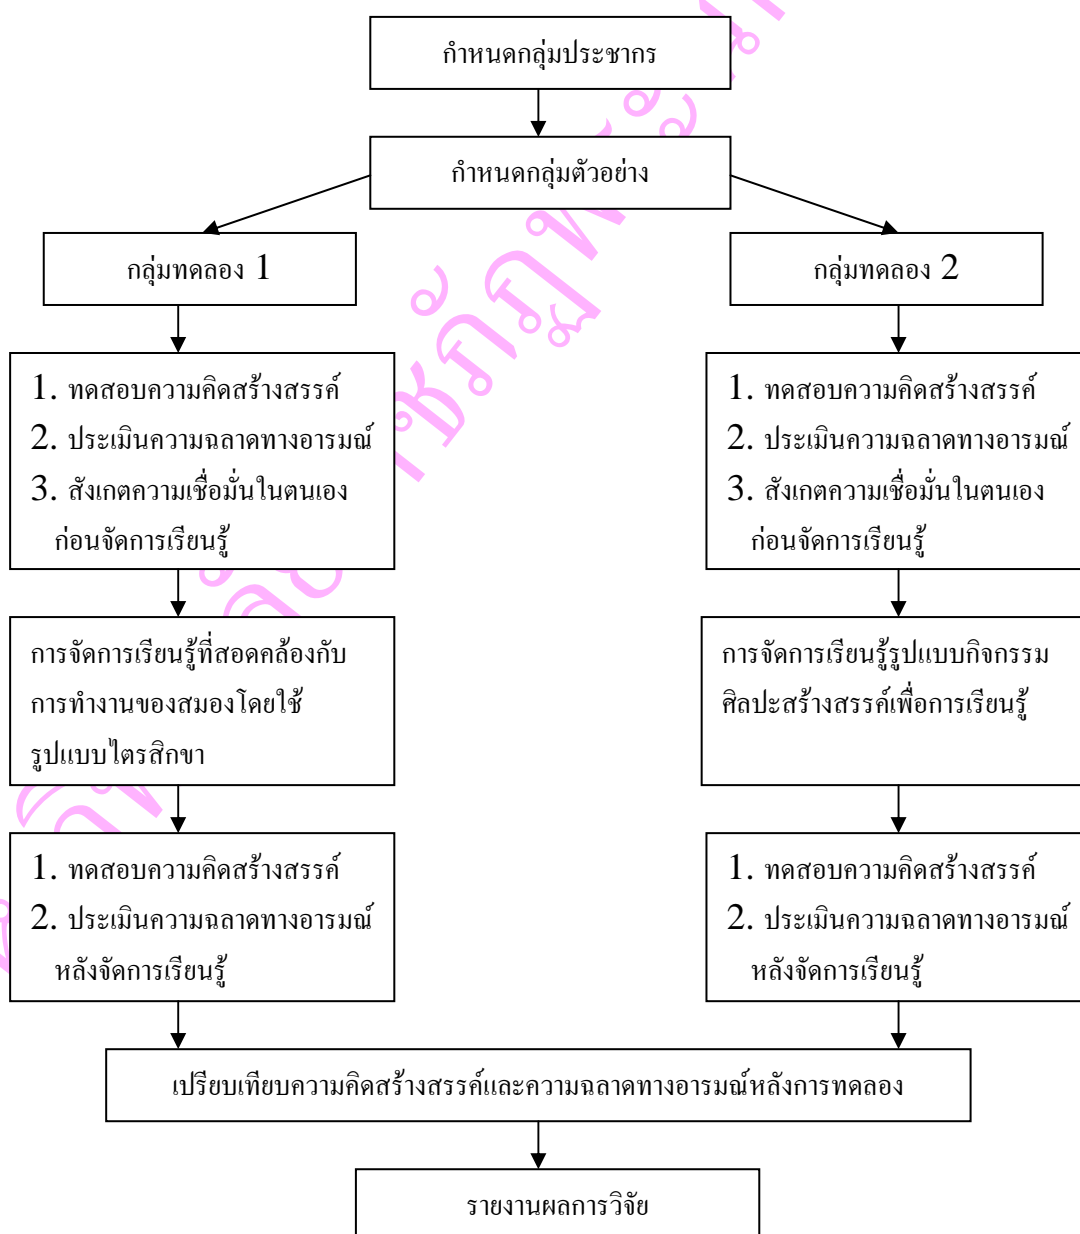 กำหนดกลุ่มประชากร
กำหนดกลุ่มตัวอย่าง
กลุ่มทดลอง 1
กลุ่มทดลอง 2
1. ทดสอบความคิดสร้างสรรค์
2. ประเมินความฉลาดทางอารมณ์
3. สังเกตความเชื่อมั่นในตนเอง
ก่อนจัดการเรียนรู้
1. ทดสอบความคิดสร้างสรรค์
2. ประเมินความฉลาดทางอารมณ์
3. สังเกตความเชื่อมั่นในตนเอง
ก่อนจัดการเรียนรู้
การจัดการเรียนรู้ที่สอดคล้องกับ
การทำงานของสมองโดยใช้
รูปแบบไตรสิกขา
การจัดการเรียนรู้รูปแบบกิจกรรม
ศิลปะสร้างสรรค์เพื่อการเรียนรู้
1. ทดสอบความคิดสร้างสรรค์
2. ประเมินความฉลาดทางอารมณ์
หลังจัดการเรียนรู้
1. ทดสอบความคิดสร้างสรรค์
2. ประเมินความฉลาดทางอารมณ์
หลังจัดการเรียนรู้
เปรียบเทียบความคิดสร้างสรรค์และความฉลาดทางอารมณ์หลังการทดลอง
รายงานผลการวิจัย